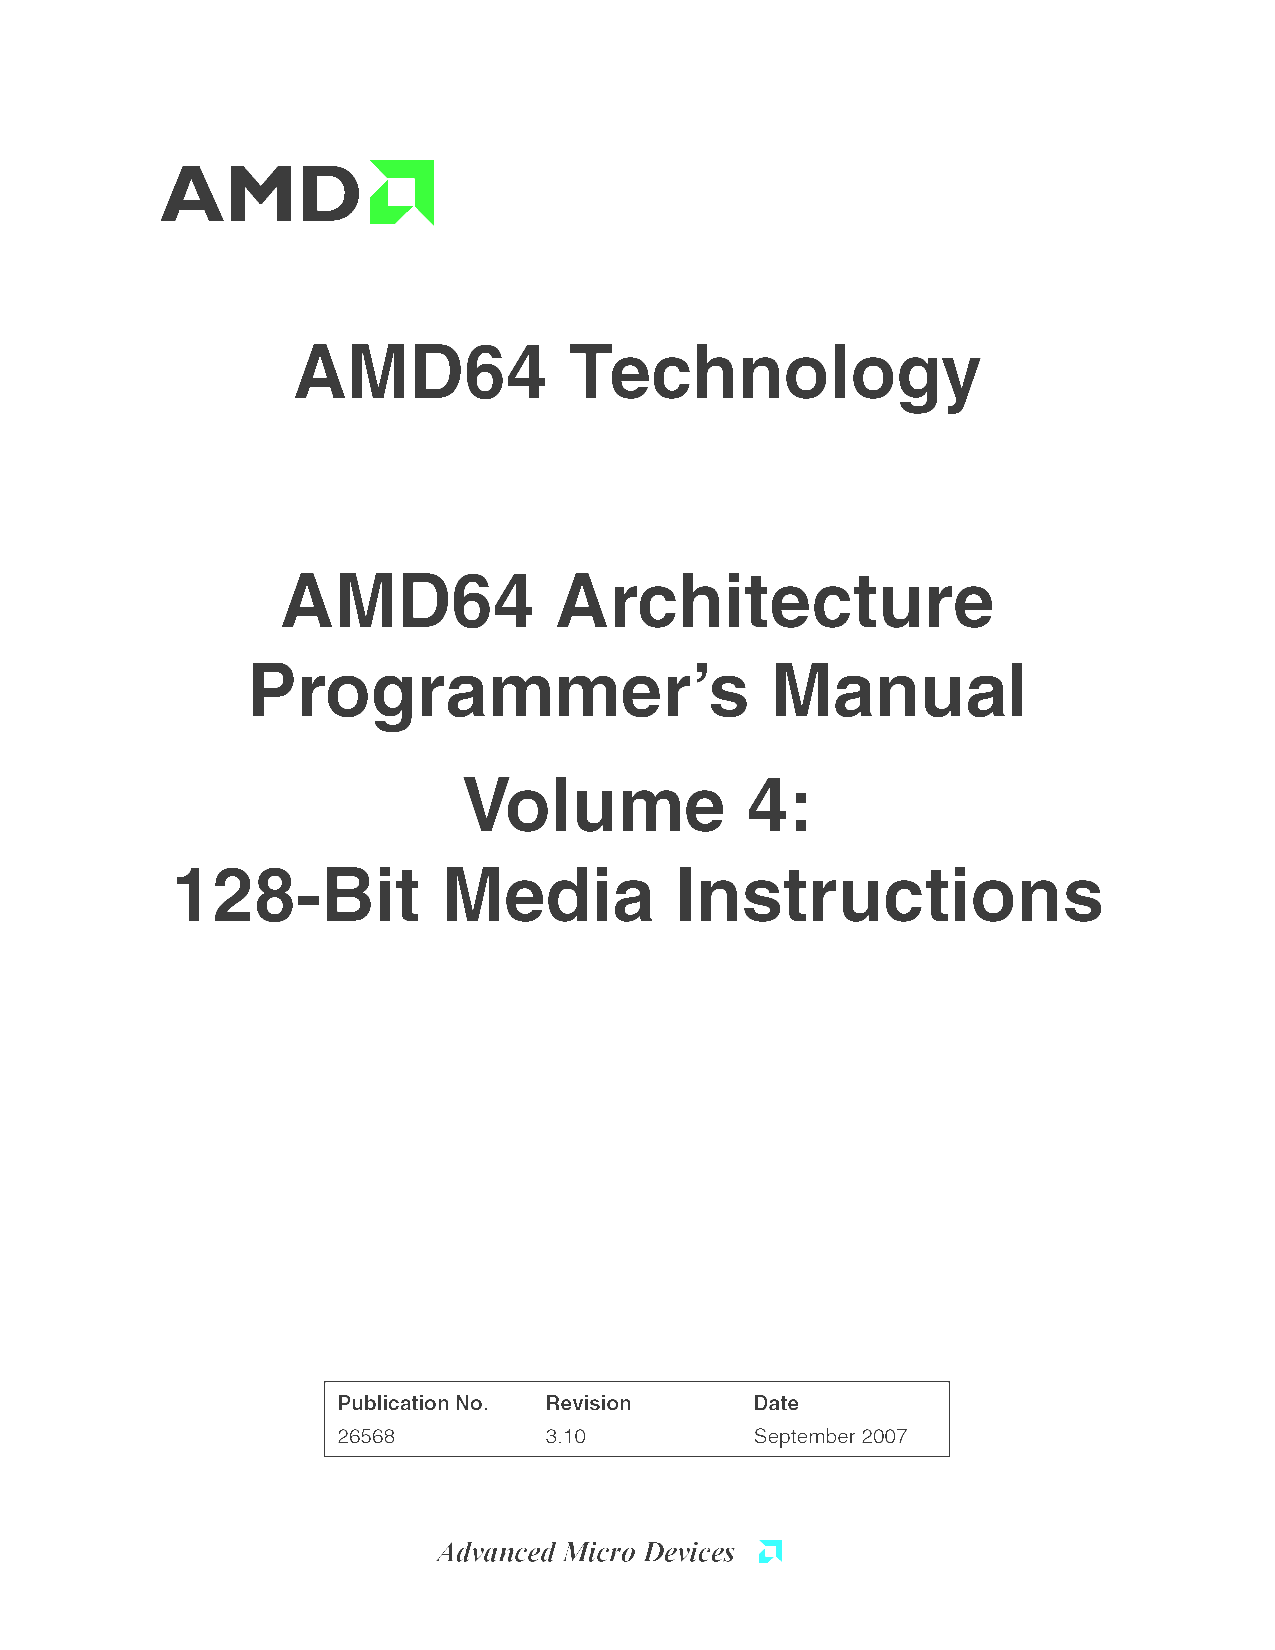 AMD
AMD64 Technology
AMD64 Architecture
Programmer’s Manual
Volume 4:
128-Bit Media Instructions
Publication No. Revision Date
26568 3.10 September 2007
Advanced Micro Devices